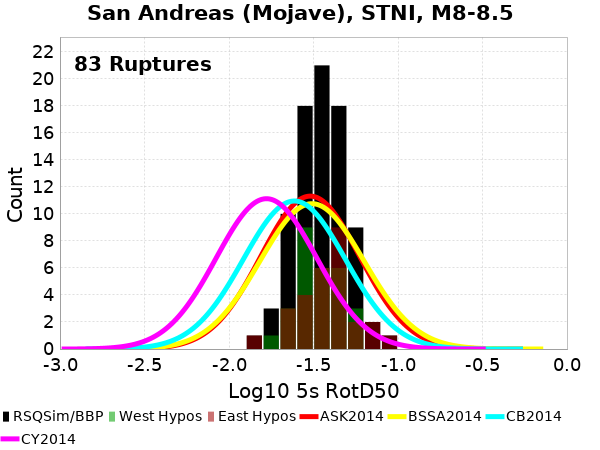 San Andreas (Mojave), STNI, M8-8.5
83 Ruptures
Count
22
20
18
16
14
12
10
8
6
4
2
0
-3.0 -2.5 -2.0 -1.5 -1.0 -0.5 0.0
Log10 5s RotD50
RSQSim/BBP West Hypos East Hypos ASK2014 BSSA2014 CB2014
CY2014